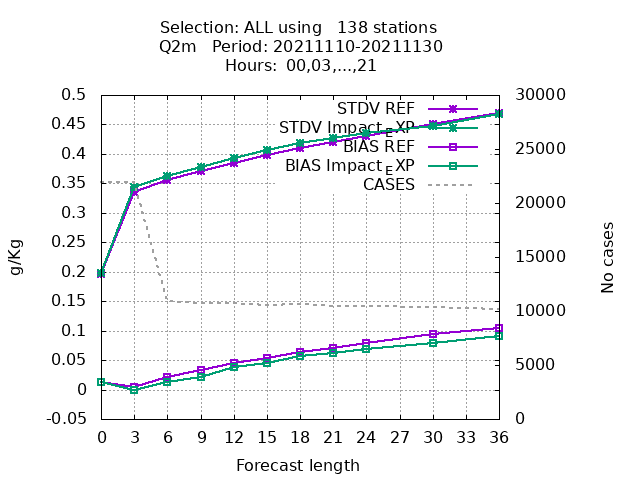 Selection: ALL using   138 stations
Q2m   Period: 20211110-20211130
Hours:  00,03,...,21
0.5
0.45
0.4
0.35
0.3
0.25
0.2
0.15
0.1
0.05
0
-0.05
g/Kg
STDV REF
STDV Impact_EXP
BIAS REF
BIAS Impact_EXP
CASES
30000
25000
20000
15000
10000
5000
0
No cases
0 3 6 9 12 15 18 21 24 27 30 33 36
Forecast length